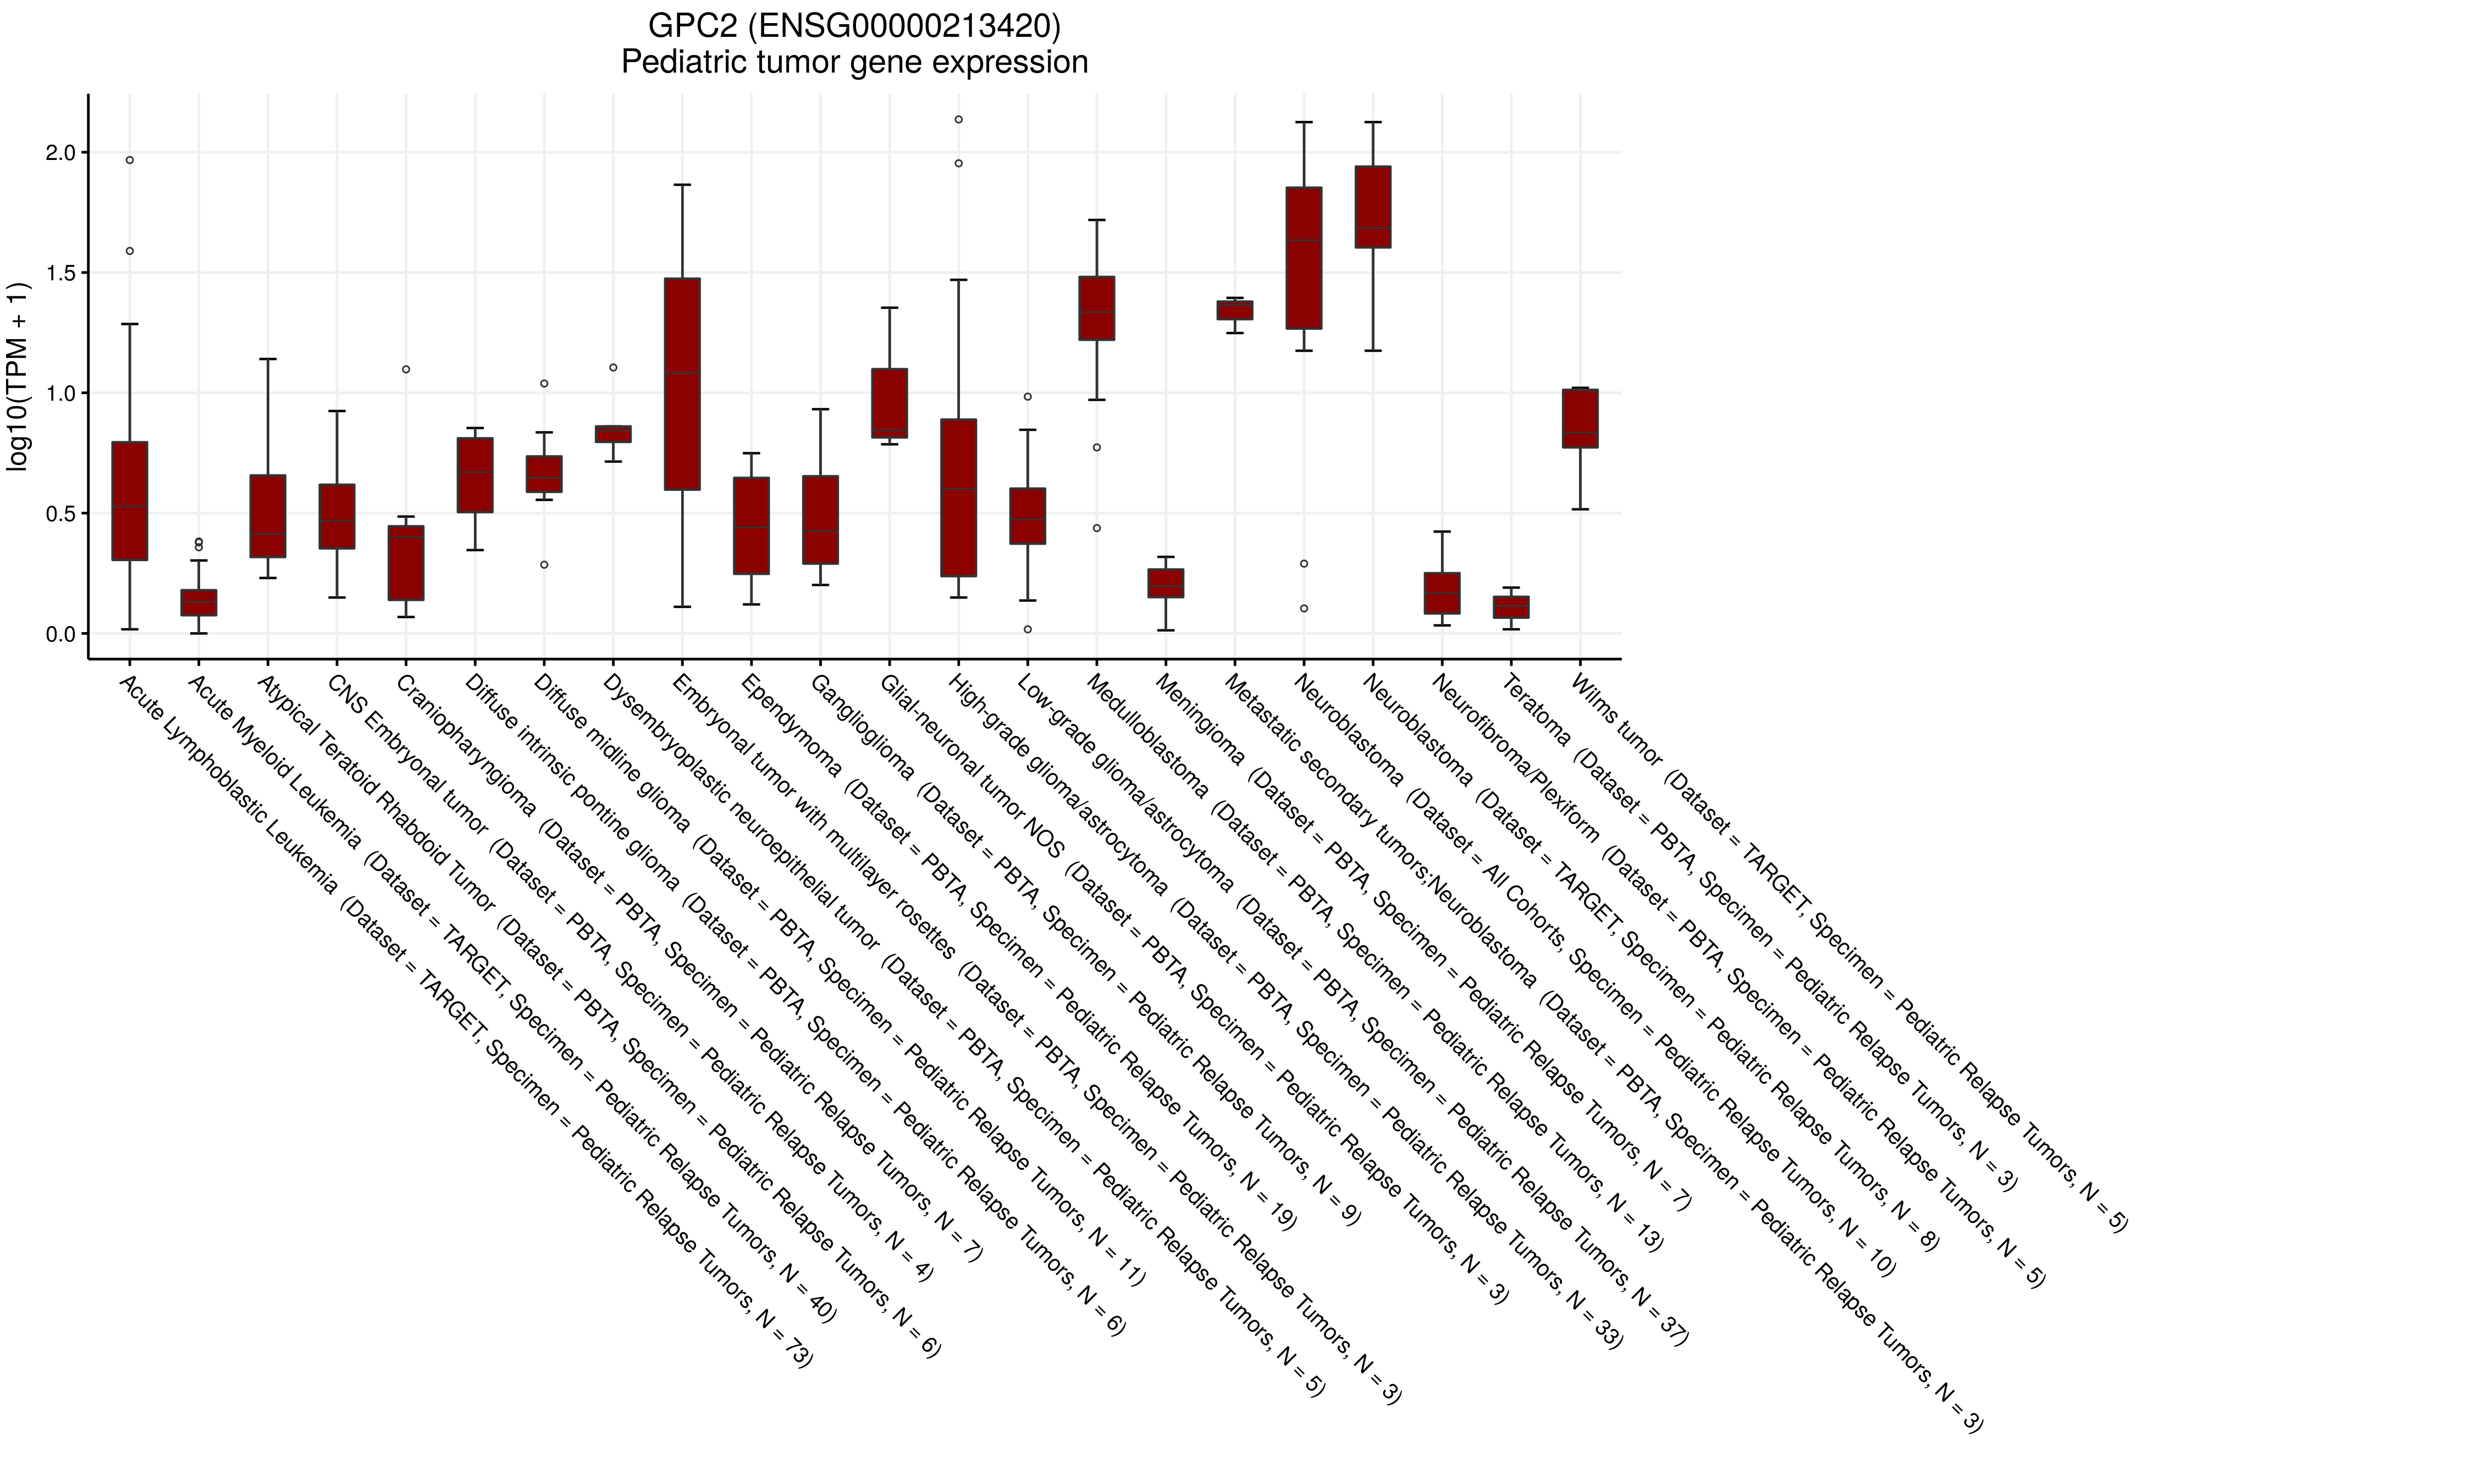 GPC2 (ENSG00000213420)
Pediatric tumor gene expression
log10(TPM + 1)
2.0
1.5
1.0
0.5
0.0
Acute Lymphoblastic Leukemia (Dataset = TARGET, Specimen = Pediatric Relapse Tumors, N = 73)
Acute Myeloid Leukemia (Dataset = TARGET, Specimen = Pediatric Relapse Tumors, N = 40)
Atypical Teratoid Rhabdoid Tumor (Dataset = PBTA, Specimen = Pediatric Relapse Tumors, N = 6)
CNS Embryonal tumor (Dataset = PBTA, Specimen = Pediatric Relapse Tumors, N = 4)
Craniopharyngioma (Dataset = PBTA, Specimen = Pediatric Relapse Tumors, N = 7)
Diffuse intrinsic pontine glioma (Dataset = PBTA, Specimen = Pediatric Relapse Tumors, N = 6)
Diffuse midline glioma (Dataset = PBTA, Specimen = Pediatric Relapse Tumors, N = 11)
Dysembryoplastic neuroepithelial tumor (Dataset = PBTA, Specimen = Pediatric Relapse Tumors, N = 5)
Embryonal tumor with multilayer rosettes (Dataset = PBTA, Specimen = Pediatric Relapse Tumors, N = 3)
Ependymoma (Dataset = PBTA, Specimen = Pediatric Relapse Tumors, N = 19)
Ganglioglioma (Dataset = PBTA, Specimen = Pediatric Relapse Tumors, N = 9)
Glial-neuronal tumor NOS (Dataset = PBTA, Specimen = Pediatric Relapse Tumors, N = 3)
High-grade glioma/astrocytoma (Dataset = PBTA, Specimen = Pediatric Relapse Tumors, N = 33)
Low-grade glioma/astrocytoma (Dataset = PBTA, Specimen = Pediatric Relapse Tumors, N = 37)
Medulloblastoma (Dataset = PBTA, Specimen = Pediatric Relapse Tumors, N = 13)
Meningioma (Dataset = PBTA, Specimen = Pediatric Relapse Tumors, N = 7)
Metastatic secondary tumors;Neuroblastoma (Dataset = PBTA, Specimen = Pediatric Relapse Tumors, N = 3)
Neuroblastoma (Dataset = All Cohorts, Specimen = Pediatric Relapse Tumors, N = 10)
Neuroblastoma (Dataset = TARGET, Specimen = Pediatric Relapse Tumors, N = 8)
Neurofibroma/Plexiform (Dataset = PBTA, Specimen = Pediatric Relapse Tumors, N = 5)
Teratoma (Dataset = PBTA, Specimen = Pediatric Relapse Tumors, N = 3)
Wilms tumor (Dataset = TARGET, Specimen = Pediatric Relapse Tumors, N = 5)